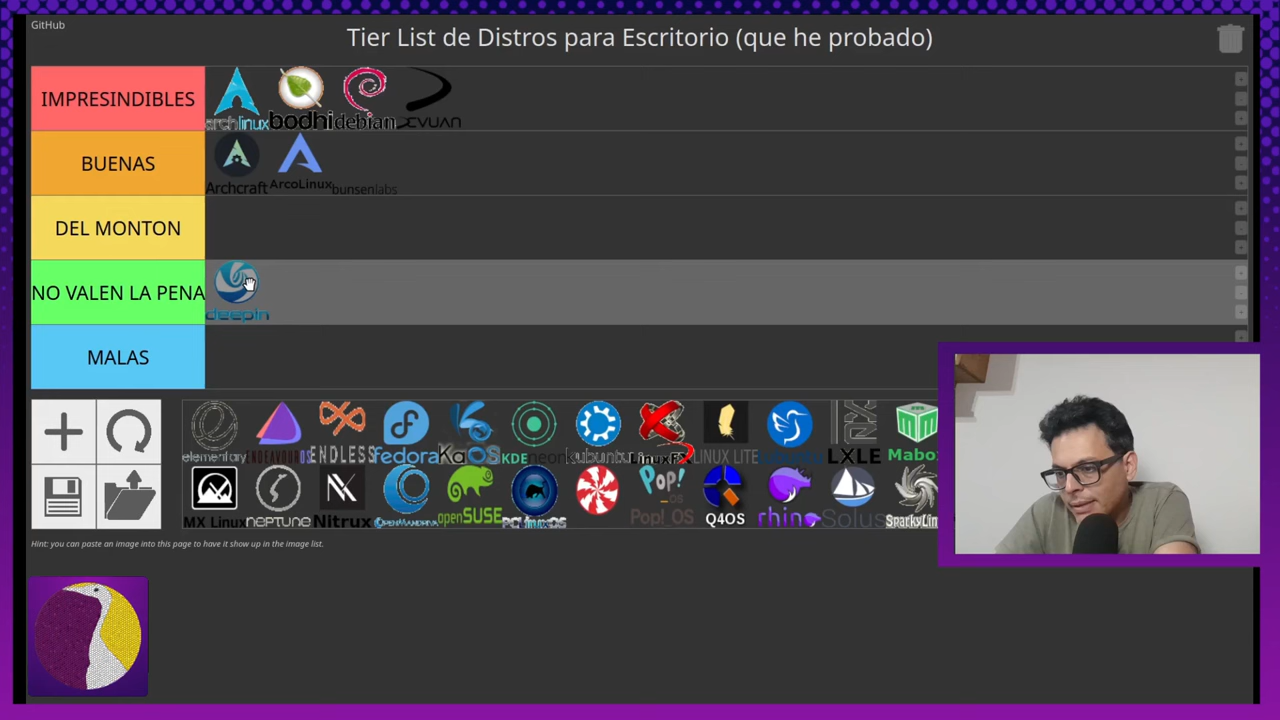 GitHub
Tier List de Distros para Escritorio (que he probado)
IMPRESINDIBLES
archlinux
bodhi
debian
DEVUAN
BUENAS
Archcraft
ArcoLinux
bunsenlabs
DEL MONTON
NO VALEN LA PENA
deepin
MALAS
elementary
ENDEAVOUROS
ENDLESS
fedora
KaOS
KDE neon
kubuntu
LinuxFX
LINUX LITE
Lubuntu
LXLE
Mabox
MX Linux
neptune
Nitrux
OPENMANDRIVA
openSUSE
PCLinuxOS
Pop!_OS
Pop!_OS
Q4OS
rhino
Solus
SparkyLin
Hint: you can paste an image into this page to have it show up in the image list.